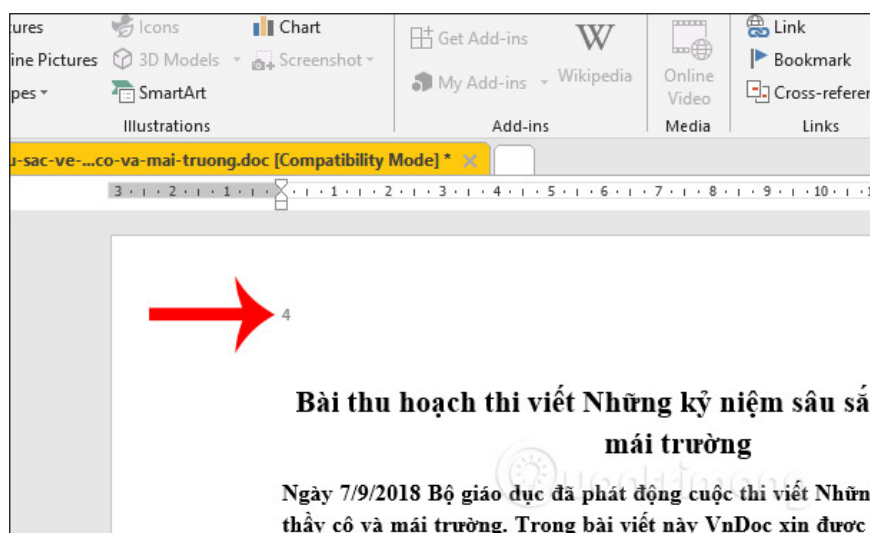 tures Icons Chart Get Add-ins W Link
ine Pictures 3D Models Screenshot My Add-ins Wikipedia Online Video Bookmark
pes SmartArt Cross-refere
Illustrations Add-ins Media Links
u-sac-ve-...co-va-mai-truong.doc [Compatibility Mode] *
3 2 1 1 2 3 4 5 6 7 8 9 10
4
Bài thu hoạch thi viết Những kỷ niệm sâu sắ
mái trường
Ngày 7/9/2018 Bộ giáo dục đã phát động cuộc thi viết Nhữn
thầy cô và mái trường. Trong bài viết này VnDoc xin được